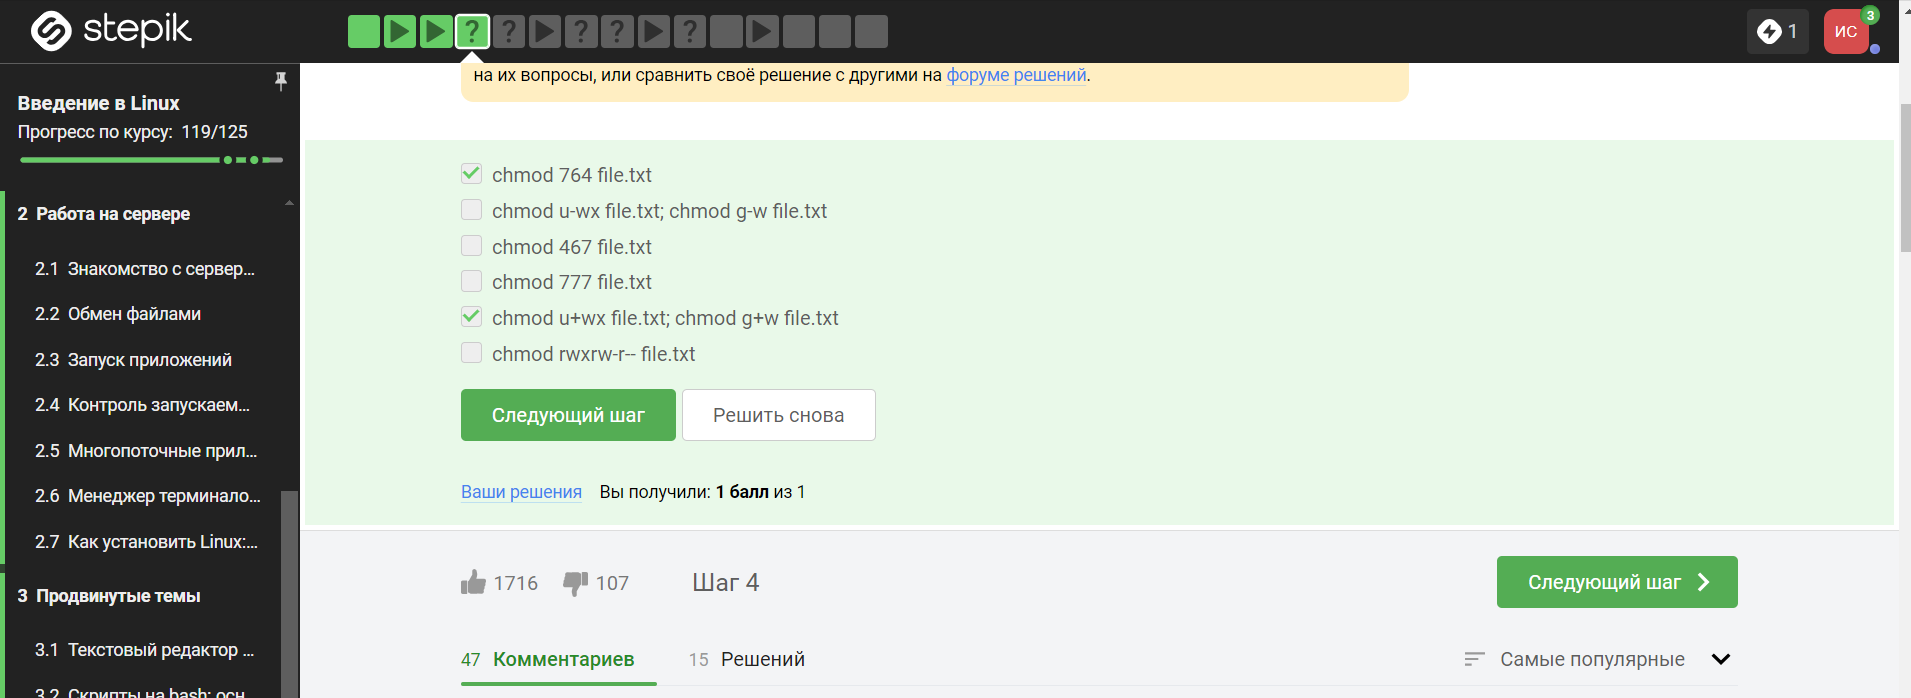 stepik
? ? ? ? ?
1
ИС
3
Введение в Linux
Прогресс по курсу: 119/125
2 Работа на сервере
2.1 Знакомство с сервер...
2.2 Обмен файлами
2.3 Запуск приложений
2.4 Контроль запускаем...
2.5 Многопоточные прил...
2.6 Менеджер терминало...
2.7 Как установить Linux:...
3 Продвинутые темы
3.1 Текстовый редактор ...
3.2 Скрипты на bash: осн...
на их вопросы, или сравнить своё решение с другими на форуме решений.
chmod 764 file.txt
chmod u-wx file.txt; chmod g-w file.txt
chmod 467 file.txt
chmod 777 file.txt
chmod u+wx file.txt; chmod g+w file.txt
chmod rwxrw-r-- file.txt
Следующий шаг
Решить снова
Ваши решения Вы получили: 1 балл из 1
1716 107 Шаг 4
Следующий шаг
47 Комментариев 15 Решений
Самые популярные